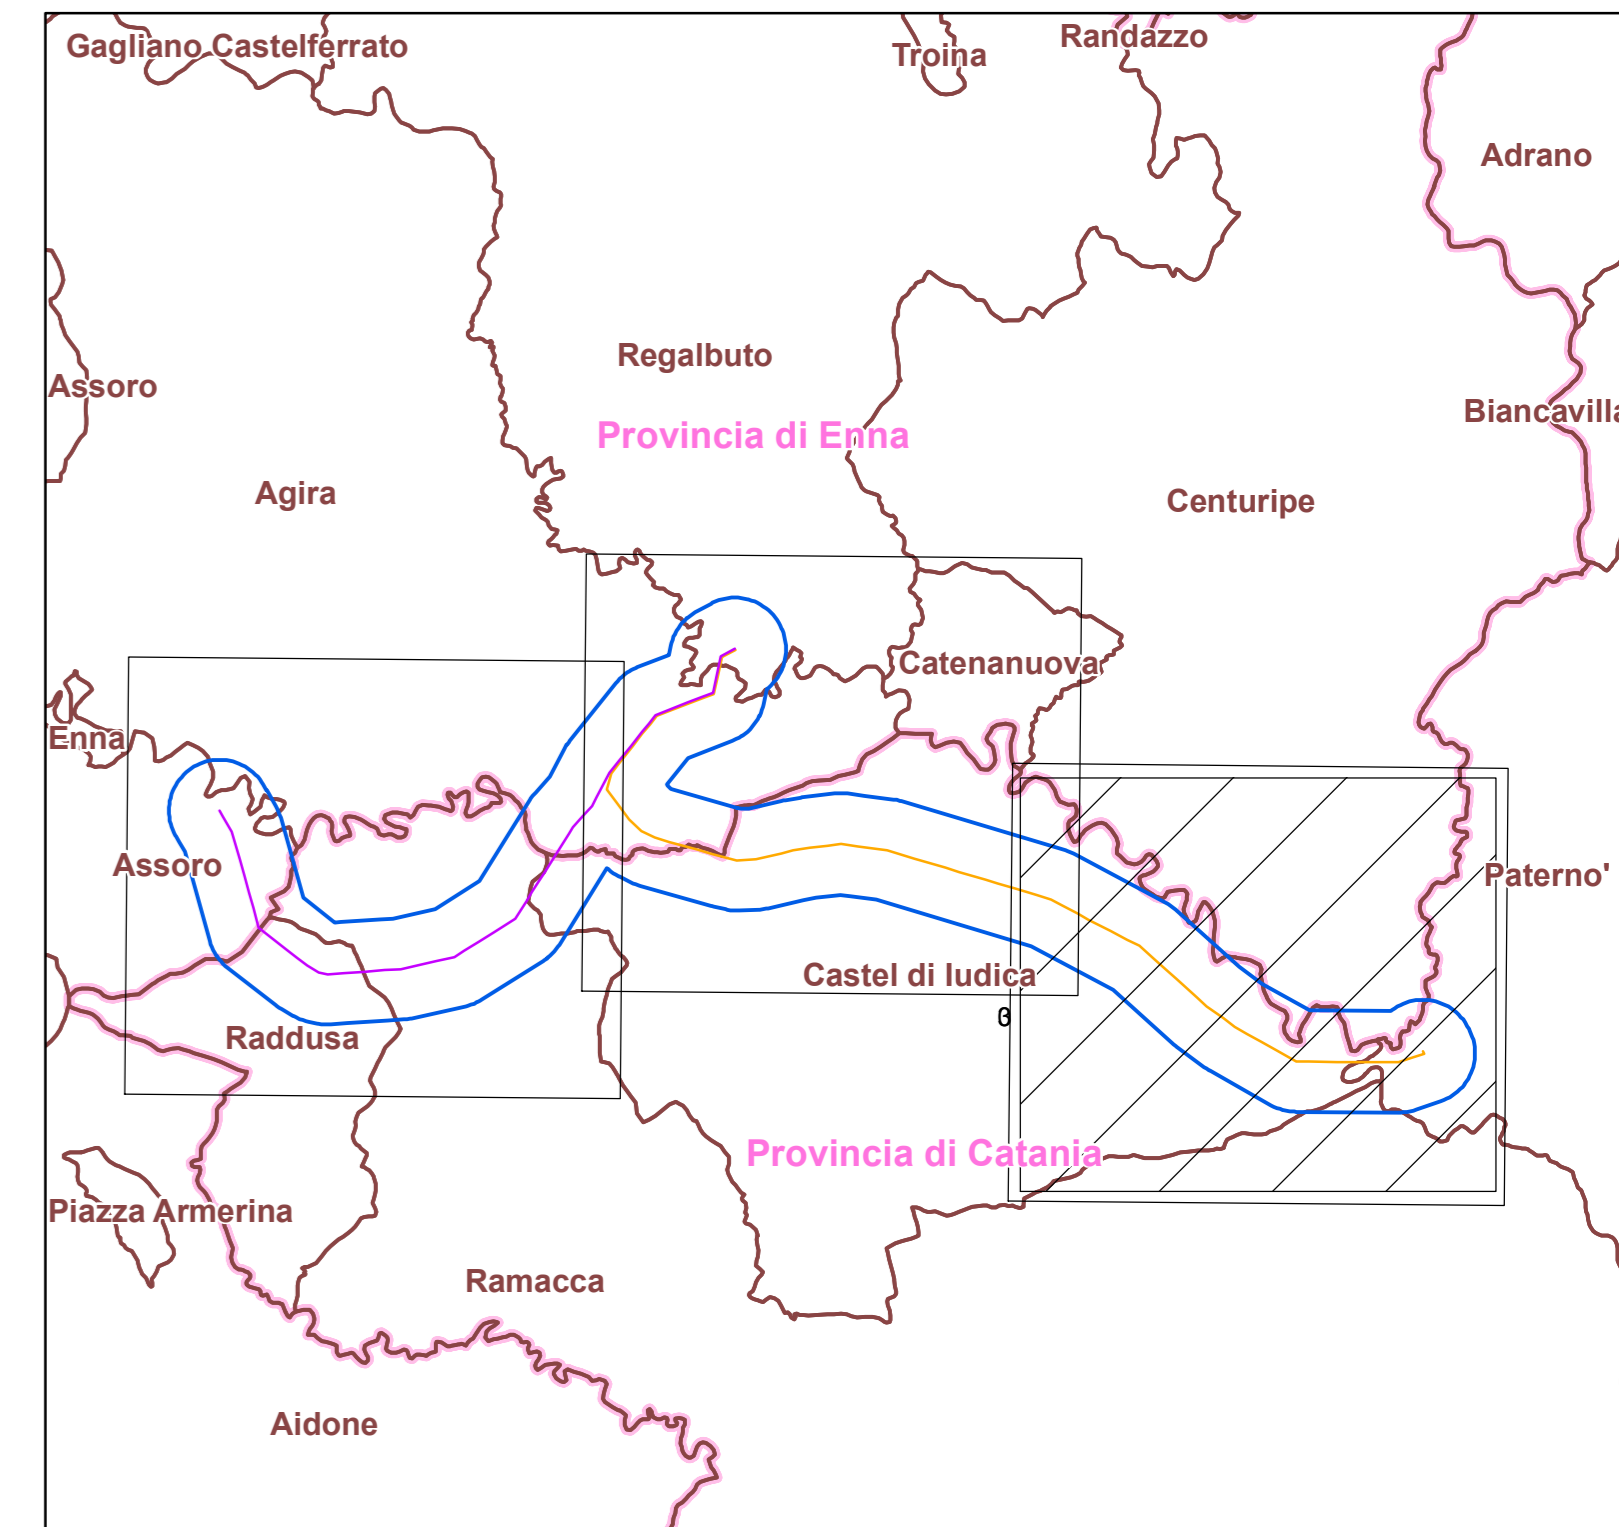 Gagliano Castelferrato
Troina
Randazzo
Adrano
Regalbuto
Assoro
Biancavilla
Provincia di Enna
Agira
Centuripe
Catenanuova
Enna
Assoro
Paterno'
Castel di Iudica
3
Raddusa
Provincia di Catania
Piazza Armerina
Ramacca
Aidone